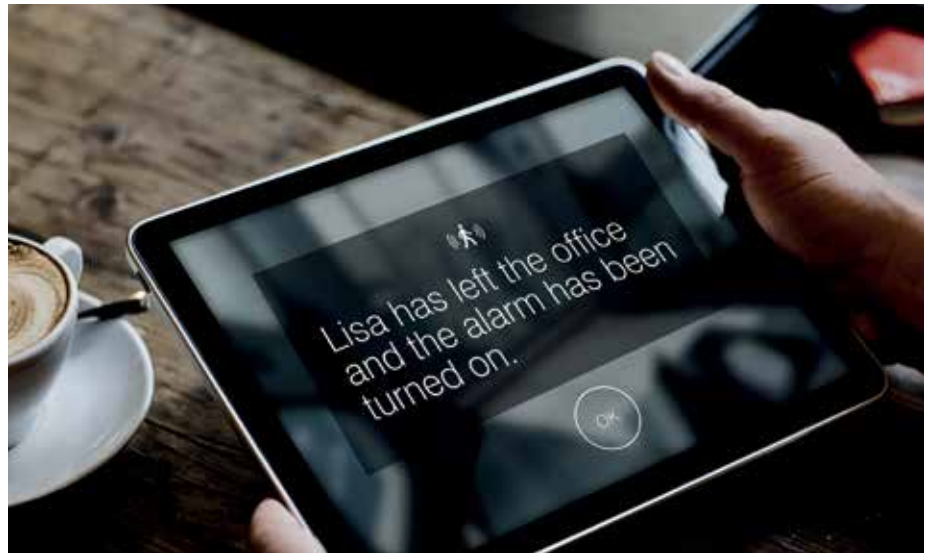 Lisa has left the office
and the alarm has been
turned on.
OK